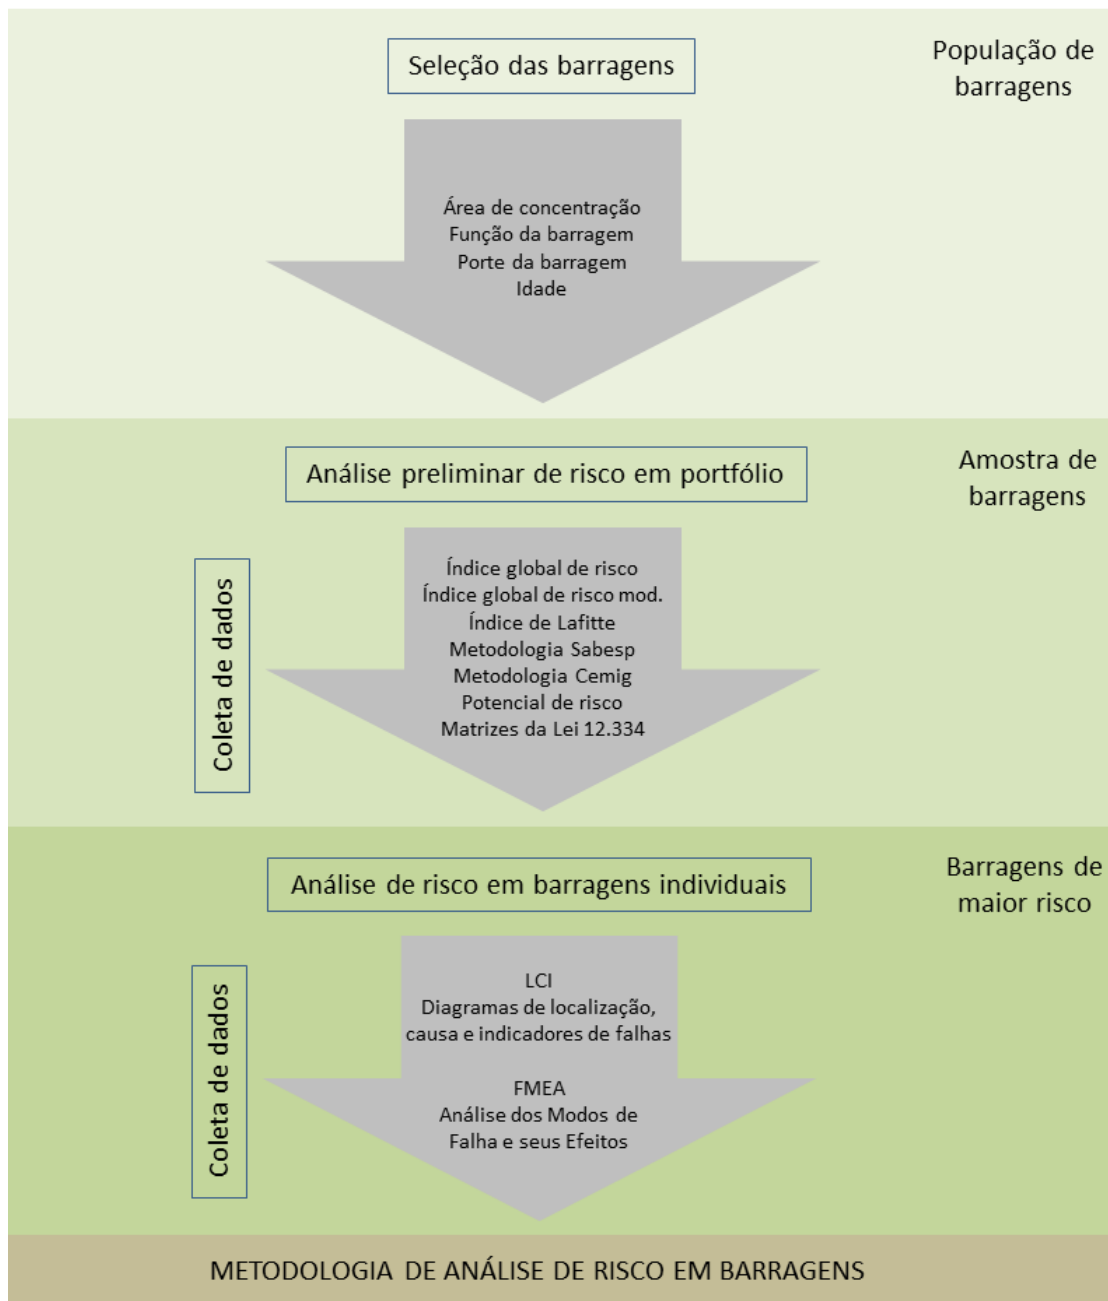 Seleção das barragens
População de
barragens
Área de concentração
Função da barragem
Porte da barragem
Idade
Análise preliminar de risco em portfólio
Amostra de
barragens
Coleta de dados
Índice global de risco
Índice global de risco mod.
Índice de Lafitte
Metodologia Sabesp
Metodologia Cemig
Potencial de risco
Matrizes da Lei 12.334
Análise de risco em barragens individuais
Barragens de
maior risco
Coleta de dados
LCI
Diagramas de localização,
causa e indicadores de falhas
FMEA
Análise dos Modos de
Falha e seus Efeitos
METODOLOGIA DE ANÁLISE DE RISCO EM BARRAGENS